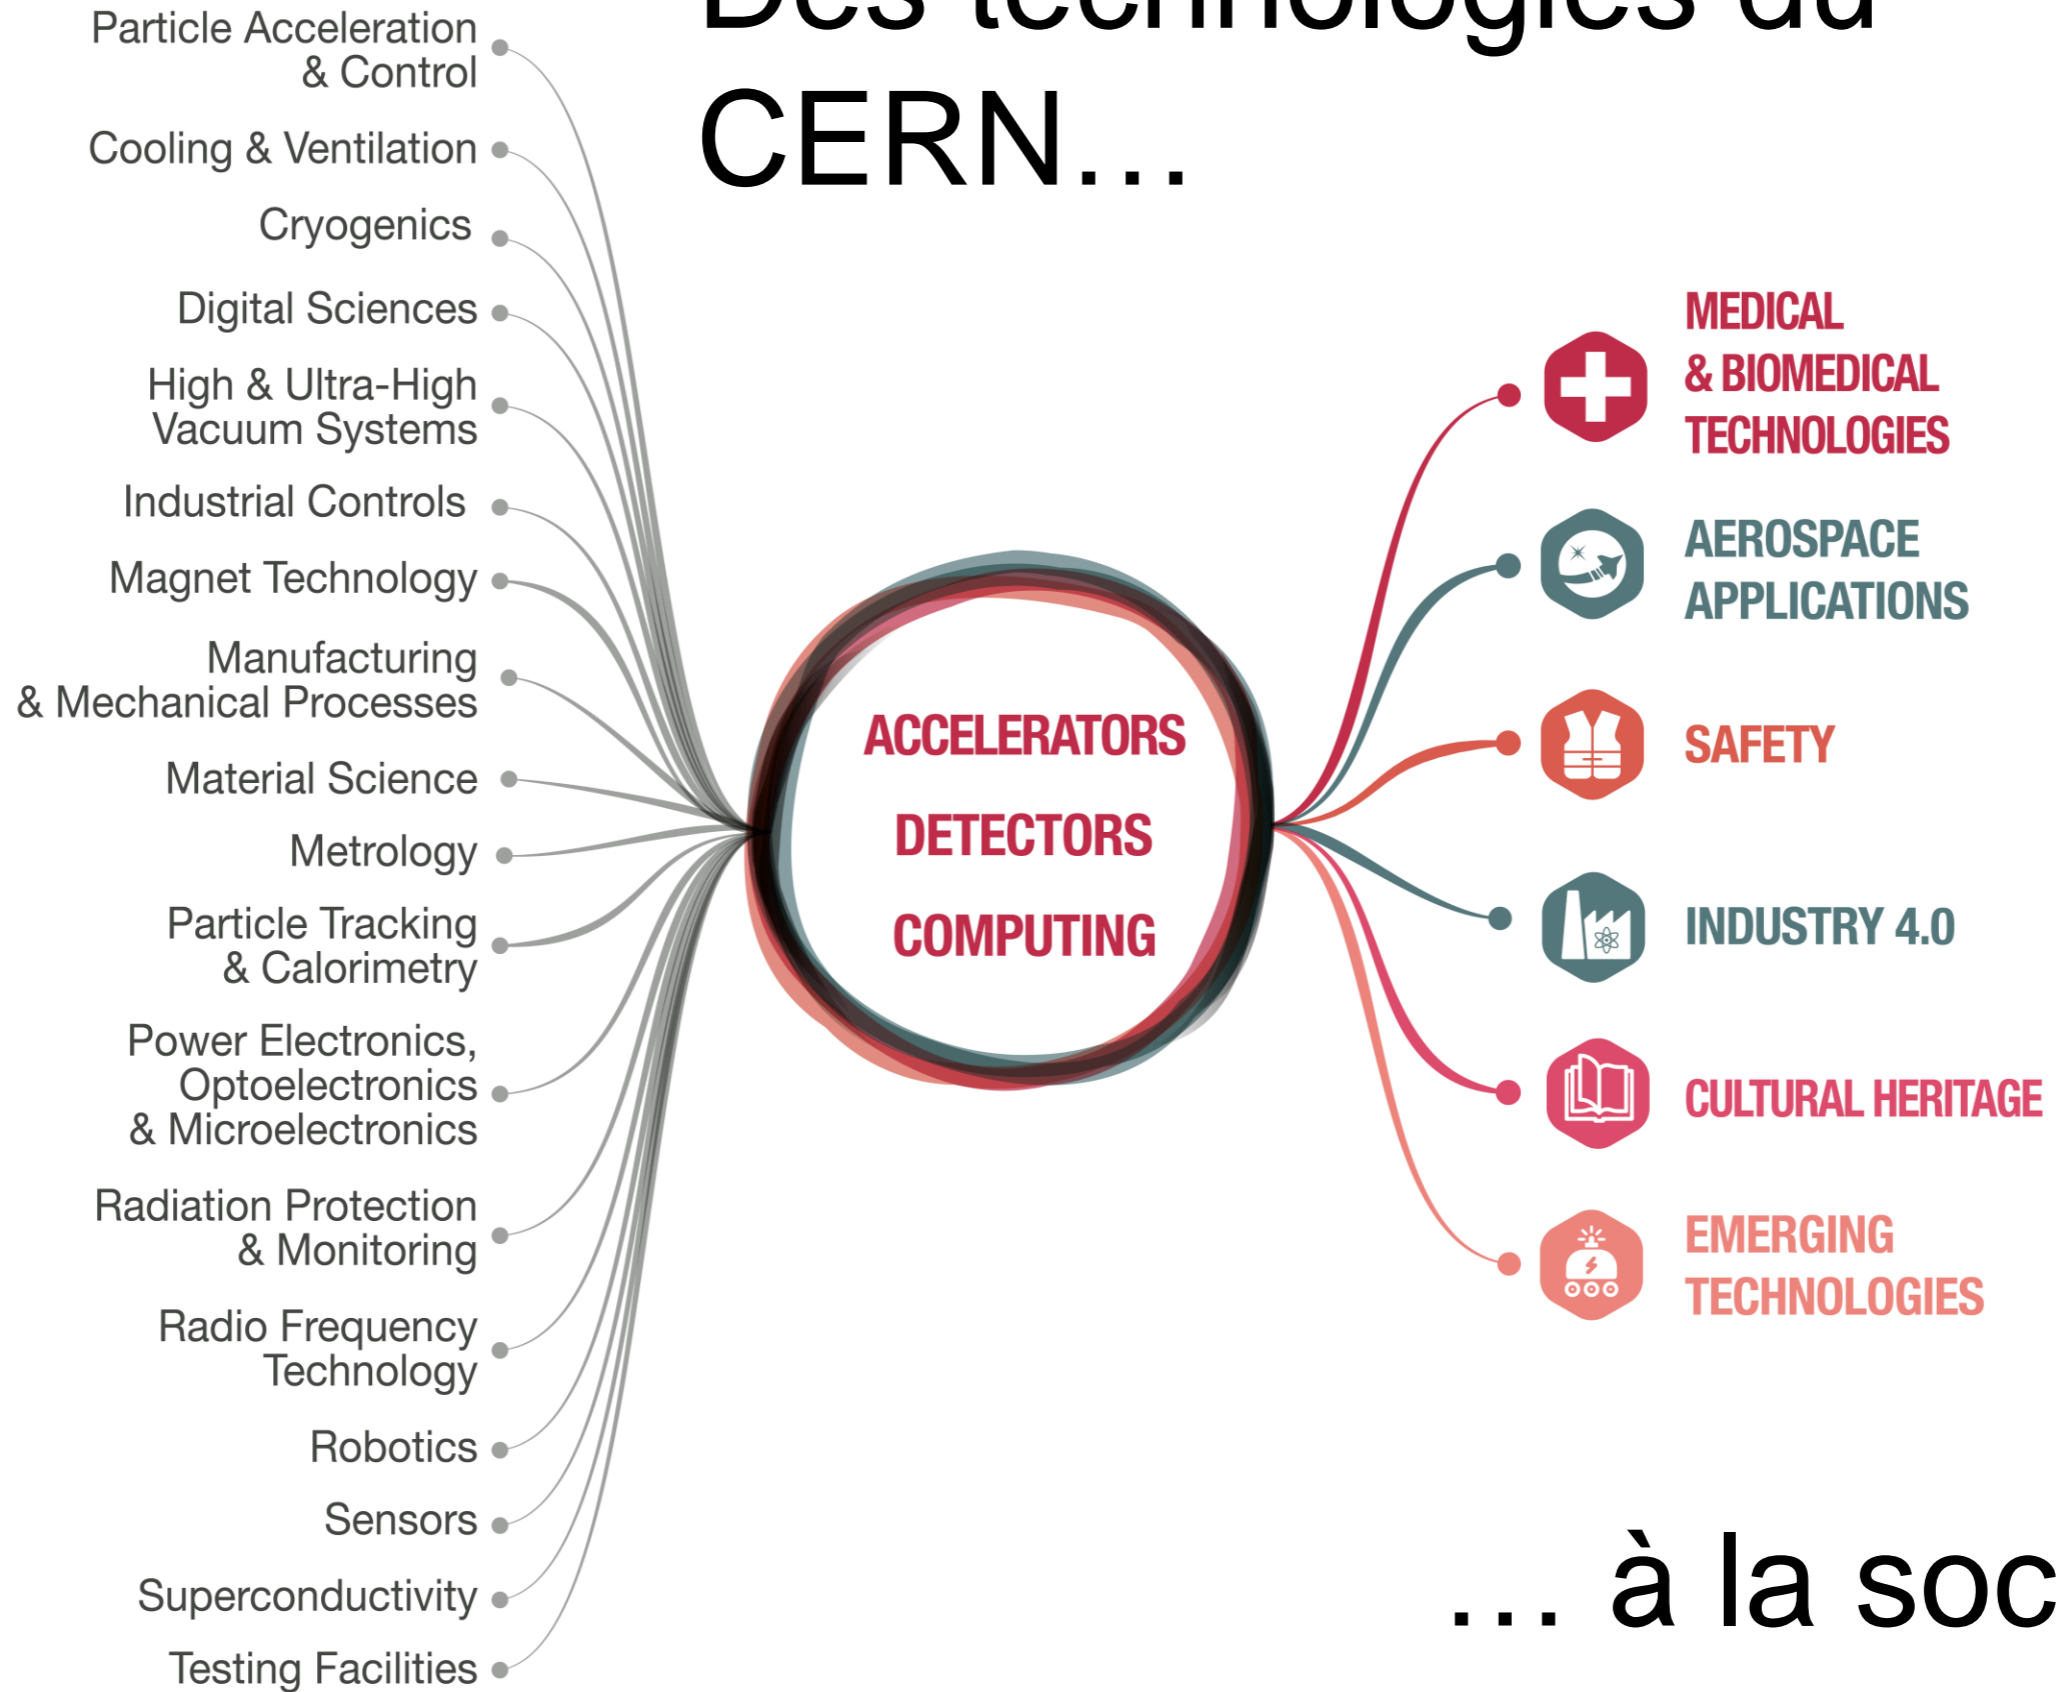 Des technologies du
CERN...
Particle Acceleration
& Control
Cooling & Ventilation
Cryogenics
Digital Sciences
High & Ultra-High
Vacuum Systems
Industrial Controls
Magnet Technology
Manufacturing
& Mechanical Processes
Material Science
Metrology
Particle Tracking
& Calorimetry
Power Electronics,
Optoelectronics
& Microelectronics
Radiation Protection
& Monitoring
Radio Frequency
Technology
Robotics
Sensors
Superconductivity
Testing Facilities
ACCELERATORS
DETECTORS
COMPUTING
MEDICAL
& BIOMEDICAL
TECHNOLOGIES
AEROSPACE
APPLICATIONS
SAFETY
INDUSTRY 4.0
CULTURAL HERITAGE
EMERGING
TECHNOLOGIES
... à la soc